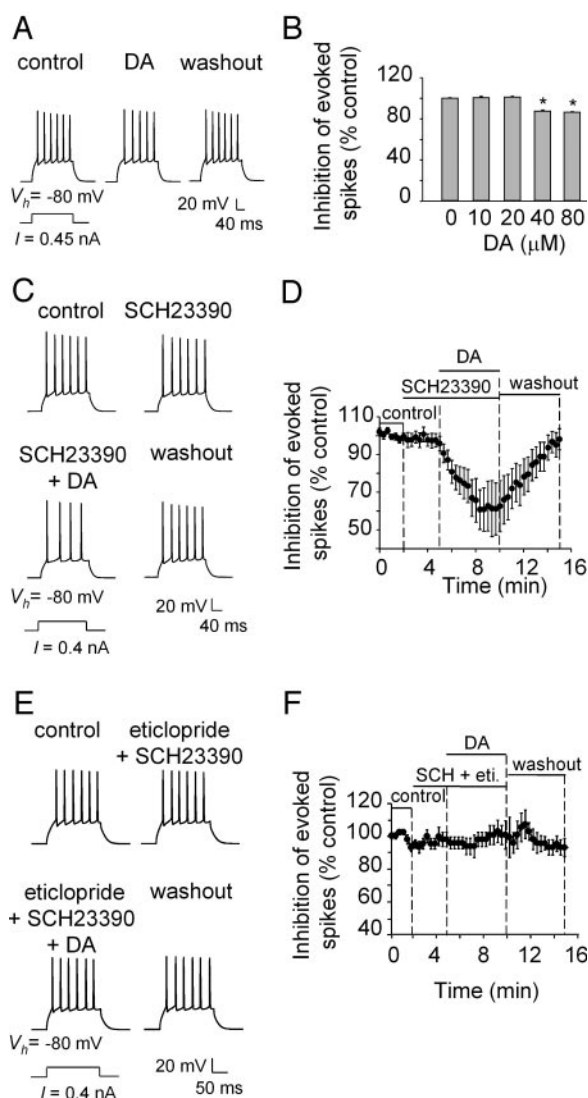 A
control DA washout
Vh= -80 mV
I = 0.45 nA
20 mV
40 ms
B
Inhibition of evoked
spikes (% control)
120
80
40
0
* *
0 10 20 40 80
DA (μM)
C
control SCH23390
SCH23390
+ DA
washout
Vh= -80 mV
I = 0.4 nA
20 mV
40 ms
D
DA
SCH23390 washout
control
Inhibition of evoked
spikes (% control)
110
90
70
50
0 4 8 12 16
Time (min)
E
control
eticlopride
+ SCH23390
eticlopride
+ SCH23390
+ DA
washout
Vh= -80 mV
I = 0.4 nA
20 mV
50 ms
F
DA
SCH + eti. washout
control
Inhibition of evoked
spikes (% control)
120
100
80
60
40
0 4 8 12 16
Time (min)